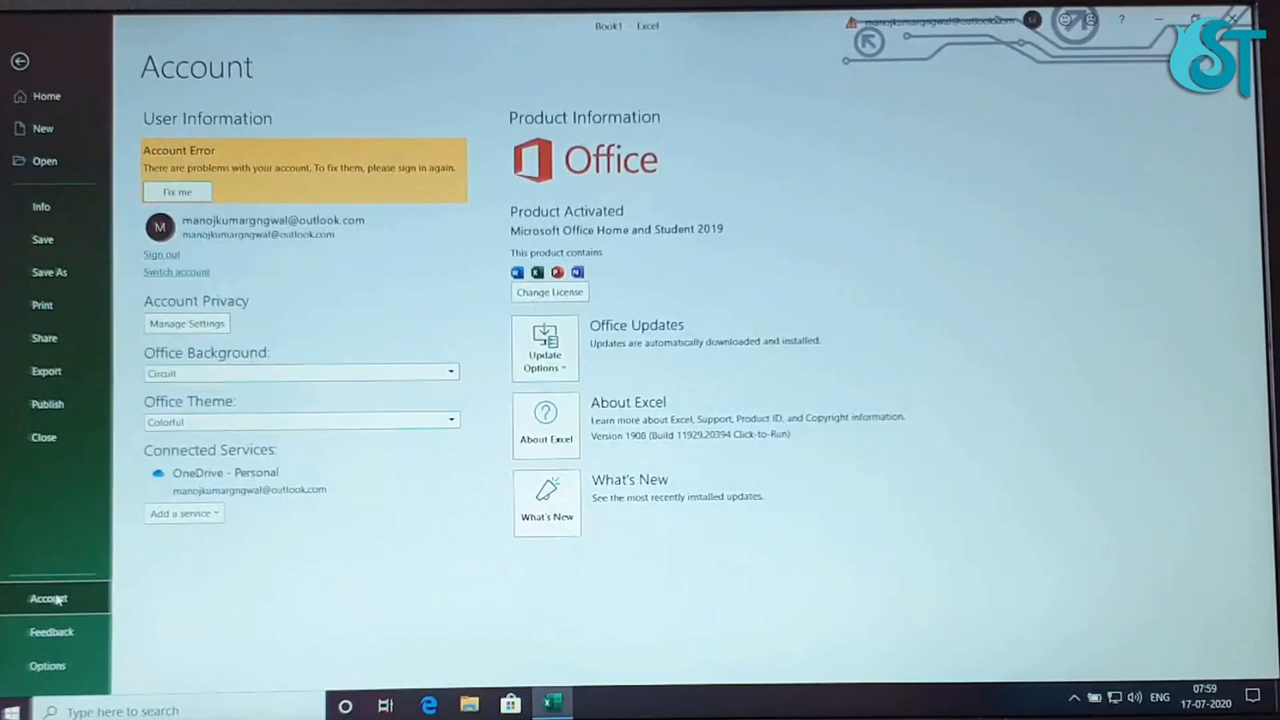 Book1 - Excel
manojkumargngwal@outlook.com
M
?
ST
Account
Home
New
Open
Info
Save
Save As
Print
Share
Export
Publish
Close
Account
Feedback
Options
User Information
Account Error
There are problems with your account. To fix them, please sign in again.
Fix me
M
manojkumargngwal@outlook.com
manojkumargngwal@outlook.com
Sign out
Switch account
Account Privacy
Manage Settings
Office Background:
Circuit
Office Theme:
Colorful
Connected Services:
OneDrive - Personal
manojkumargngwal@outlook.com
Add a service
Product Information
Office
Product Activated
Microsoft Office Home and Student 2019
This product contains
Change License
Update
Options
Office Updates
Updates are automatically downloaded and installed.
About Excel
About Excel
Learn more about Excel, Support, Product ID, and Copyright information.
Version 1908 (Build 11929.20394 Click-to-Run)
What's New
What's New
See the most recently installed updates.
Type here to search
ENG
07:59
17-07-2020